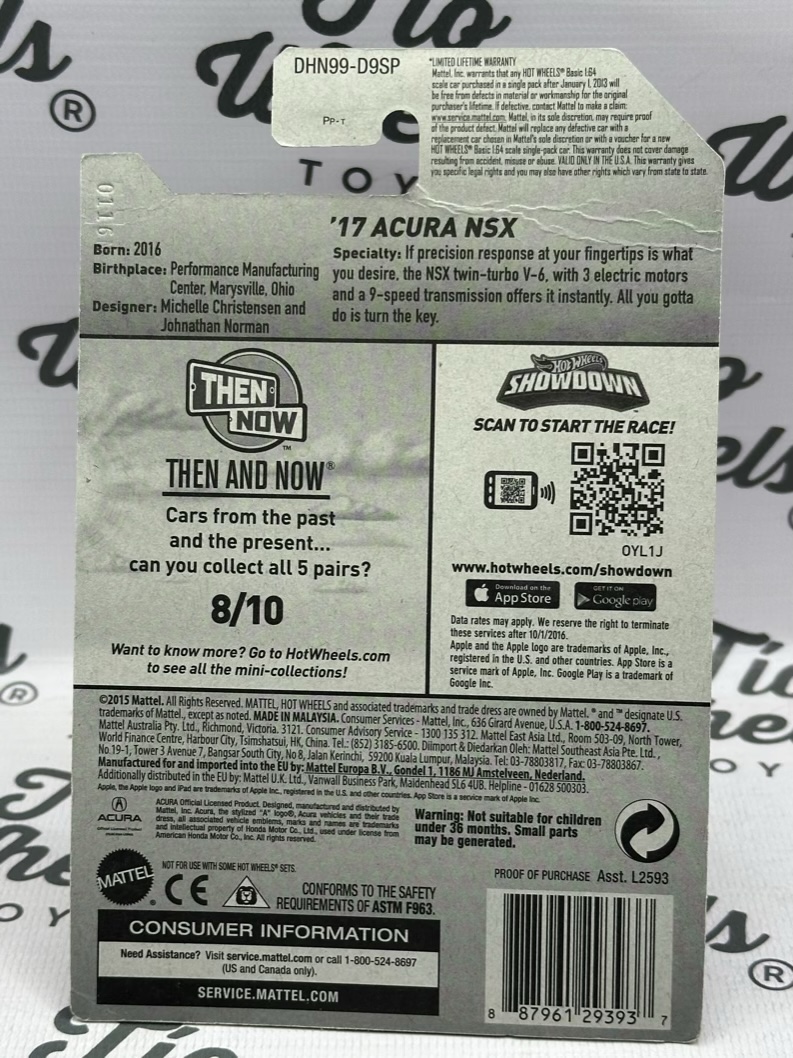 DHN99-D9SP
PP-T
*LIMITED LIFETIME WARRANTY
Mattel, Inc. warrants that any HOT WHEELS® Basic 1:64
scale car purchased in a single pack after January 1, 2013 will
be free from defects in material or workmanship for the original
purchaser's lifetime. If defective, contact Mattel to make a claim:
www.service.mattel.com. Mattel, in its sole discretion, may require proof
of the product defect. Mattel will replace any defective car with a
replacement car chosen in Mattel's sole discretion or with a voucher for a new
HOT WHEELS® Basic 1:64 scale single-pack car. This warranty does not cover damage
resulting from accident, misuse or abuse. VALID ONLY IN THE U.S.A. This warranty gives
you specific legal rights and you may also have other rights which vary from state to state.
0116
'17 ACURA NSX
Born: 2016
Birthplace: Performance Manufacturing
Center, Marysville, Ohio
Designer: Michelle Christensen and
Johnathan Norman
Specialty: If precision response at your fingertips is what
you desire, the NSX twin-turbo V-6, with 3 electric motors
and a 9-speed transmission offers it instantly. All you gotta
do is turn the key.
THEN
NOW™
THEN AND NOW®
Cars from the past
and the present...
can you collect all 5 pairs?
8/10
Want to know more? Go to HotWheels.com
to see all the mini-collections!
HOT WHEELS
SHOWDOWN™
SCAN TO START THE RACE!
OYL1J
www.hotwheels.com/showdown
Download on the
App Store
GET IT ON
Google play
Data rates may apply. We reserve the right to terminate
these services after 10/1/2016.
Apple and the Apple logo are trademarks of Apple, Inc.,
registered in the U.S. and other countries. App Store is a
service mark of Apple, Inc. Google Play is a trademark of
Google Inc.
©2015 Mattel. All Rights Reserved. MATTEL, HOT WHEELS and associated trademarks and trade dress are owned by Mattel. ® and ™ designate U.S.
trademarks of Mattel, except as noted. MADE IN MALAYSIA. Consumer Services - Mattel, Inc., 636 Girard Avenue, U.S.A. 1-800-524-8697.
Mattel Australia Pty. Ltd., Richmond, Victoria. 3121. Consumer Advisory Service - 1300 135 312. Mattel East Asia Ltd., Room 503-09, North Tower,
World Finance Centre, Harbour City, Tsimshatsui, HK, China. Tel.: (852) 3185-6500. Diimport & Diedarkan Oleh: Mattel Southeast Asia Pte. Ltd.,
No.19-1, Tower 3 Avenue 7, Bangsar South City, No 8, Jalan Kerinchi, 59200 Kuala Lumpur, Malaysia. Tel: 03-78803817, Fax: 03-78803867.
Manufactured for and imported into the EU by: Mattel Europa B.V., Gondel 1, 1186 MJ Amstelveen, Nederland.
Additionally distributed in the EU by: Mattel U.K. Ltd., Vanwall Business Park, Maidenhead SL6 4UB. Helpline - 01628 500303.
Apple, the Apple logo and iPad are trademarks of Apple Inc., registered in the U.S. and other countries. App Store is a service mark of Apple Inc.
ACURA
Official Licensed Product
ACURA Official Licensed Product. Designed, manufactured and distributed by
Mattel, Inc. Acura, the stylized "A" logo®, Acura vehicles and their trade
dress, all associated vehicle emblems, marks and names are trademarks
and intellectual property of Honda Motor Co., Ltd., used under license from
American Honda Motor Co., Inc. All rights reserved.
Warning: Not suitable for children
under 36 months. Small parts
may be generated.
MATTEL®
NOT FOR USE WITH SOME HOT WHEELS® SETS.
CE
CONFORMS TO THE SAFETY
REQUIREMENTS OF ASTM F963.
PROOF OF PURCHASE Asst. L2593
CONSUMER INFORMATION
Need Assistance? Visit service.mattel.com or call 1-800-524-8697
(US and Canada only).
SERVICE.MATTEL.COM
8 87961 29393 7